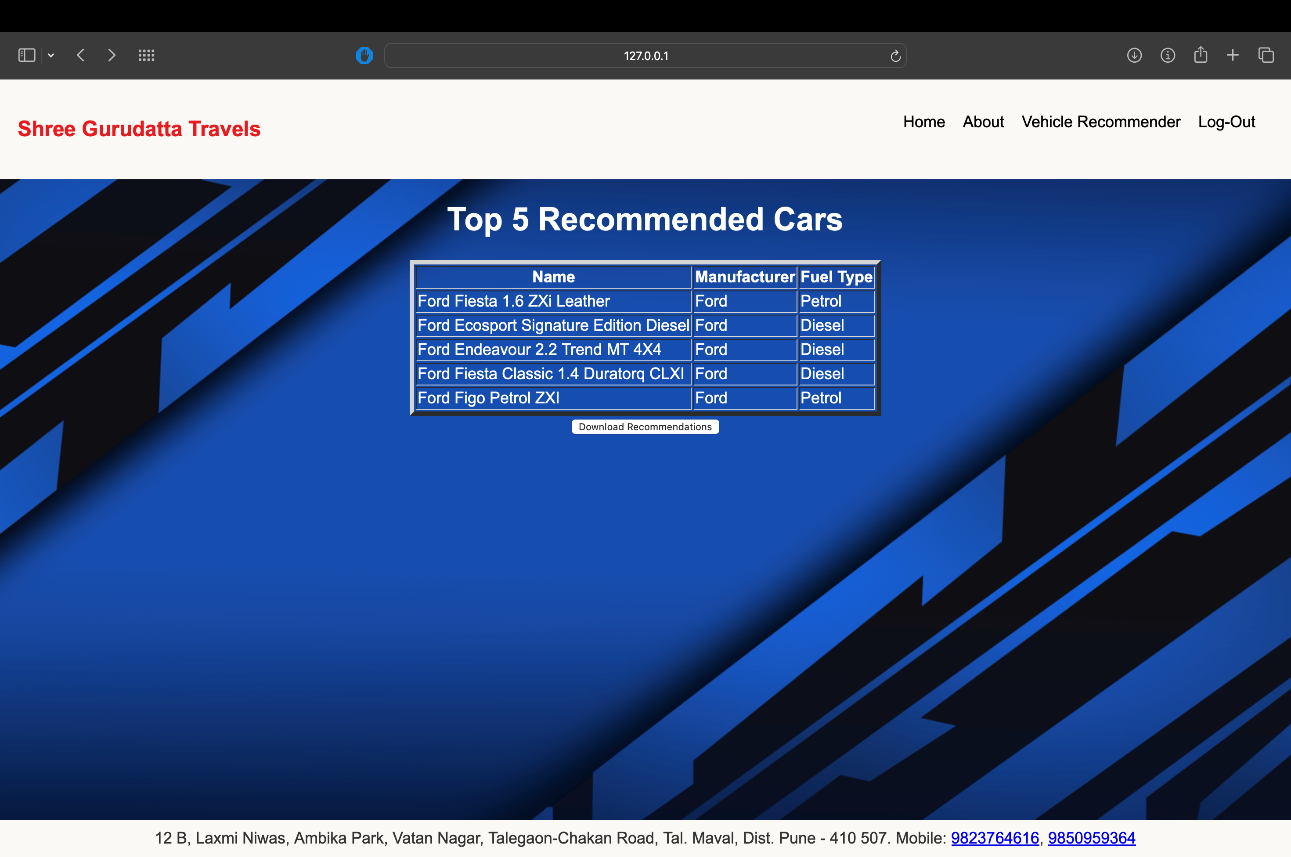 127.0.0.1
Shree Gurudatta Travels
Home About Vehicle Recommender Log-Out
Top 5 Recommended Cars
Name Manufacturer Fuel Type
Ford Fiesta 1.6 ZXi Leather Ford Petrol
Ford Ecosport Signature Edition Diesel Ford Diesel
Ford Endeavour 2.2 Trend MT 4X4 Ford Diesel
Ford Fiesta Classic 1.4 Duratorq CLXI Ford Diesel
Ford Figo Petrol ZXI Ford Petrol
Download Recommendations
12 B, Laxmi Niwas, Ambika Park, Vatan Nagar, Talegaon-Chakan Road, Tal. Maval, Dist. Pune - 410 507. Mobile: 9823764616, 9850959364